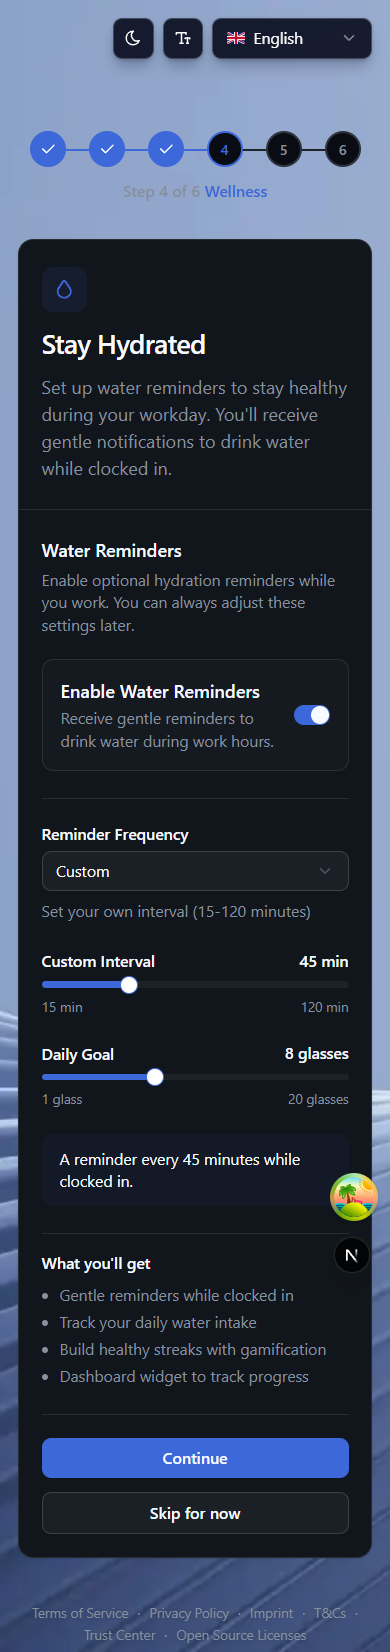 English
4 5 6
Step 4 of 6 Wellness
Stay Hydrated
Set up water reminders to stay healthy
during your workday. You'll receive
gentle notifications to drink water
while clocked in.
Water Reminders
Enable optional hydration reminders while
you work. You can always adjust these
settings later.
Enable Water Reminders
Receive gentle reminders to
drink water during work hours.
Reminder Frequency
Custom
Set your own interval (15-120 minutes)
Custom Interval 45 min
15 min 120 min
Daily Goal 8 glasses
1 glass 20 glasses
A reminder every 45 minutes while
clocked in.
N
What you'll get
• Gentle reminders while clocked in
• Track your daily water intake
• Build healthy streaks with gamification
• Dashboard widget to track progress
Continue
Skip for now
Terms of Service · Privacy Policy · Imprint · T&Cs ·
Trust Center · Open Source Licenses